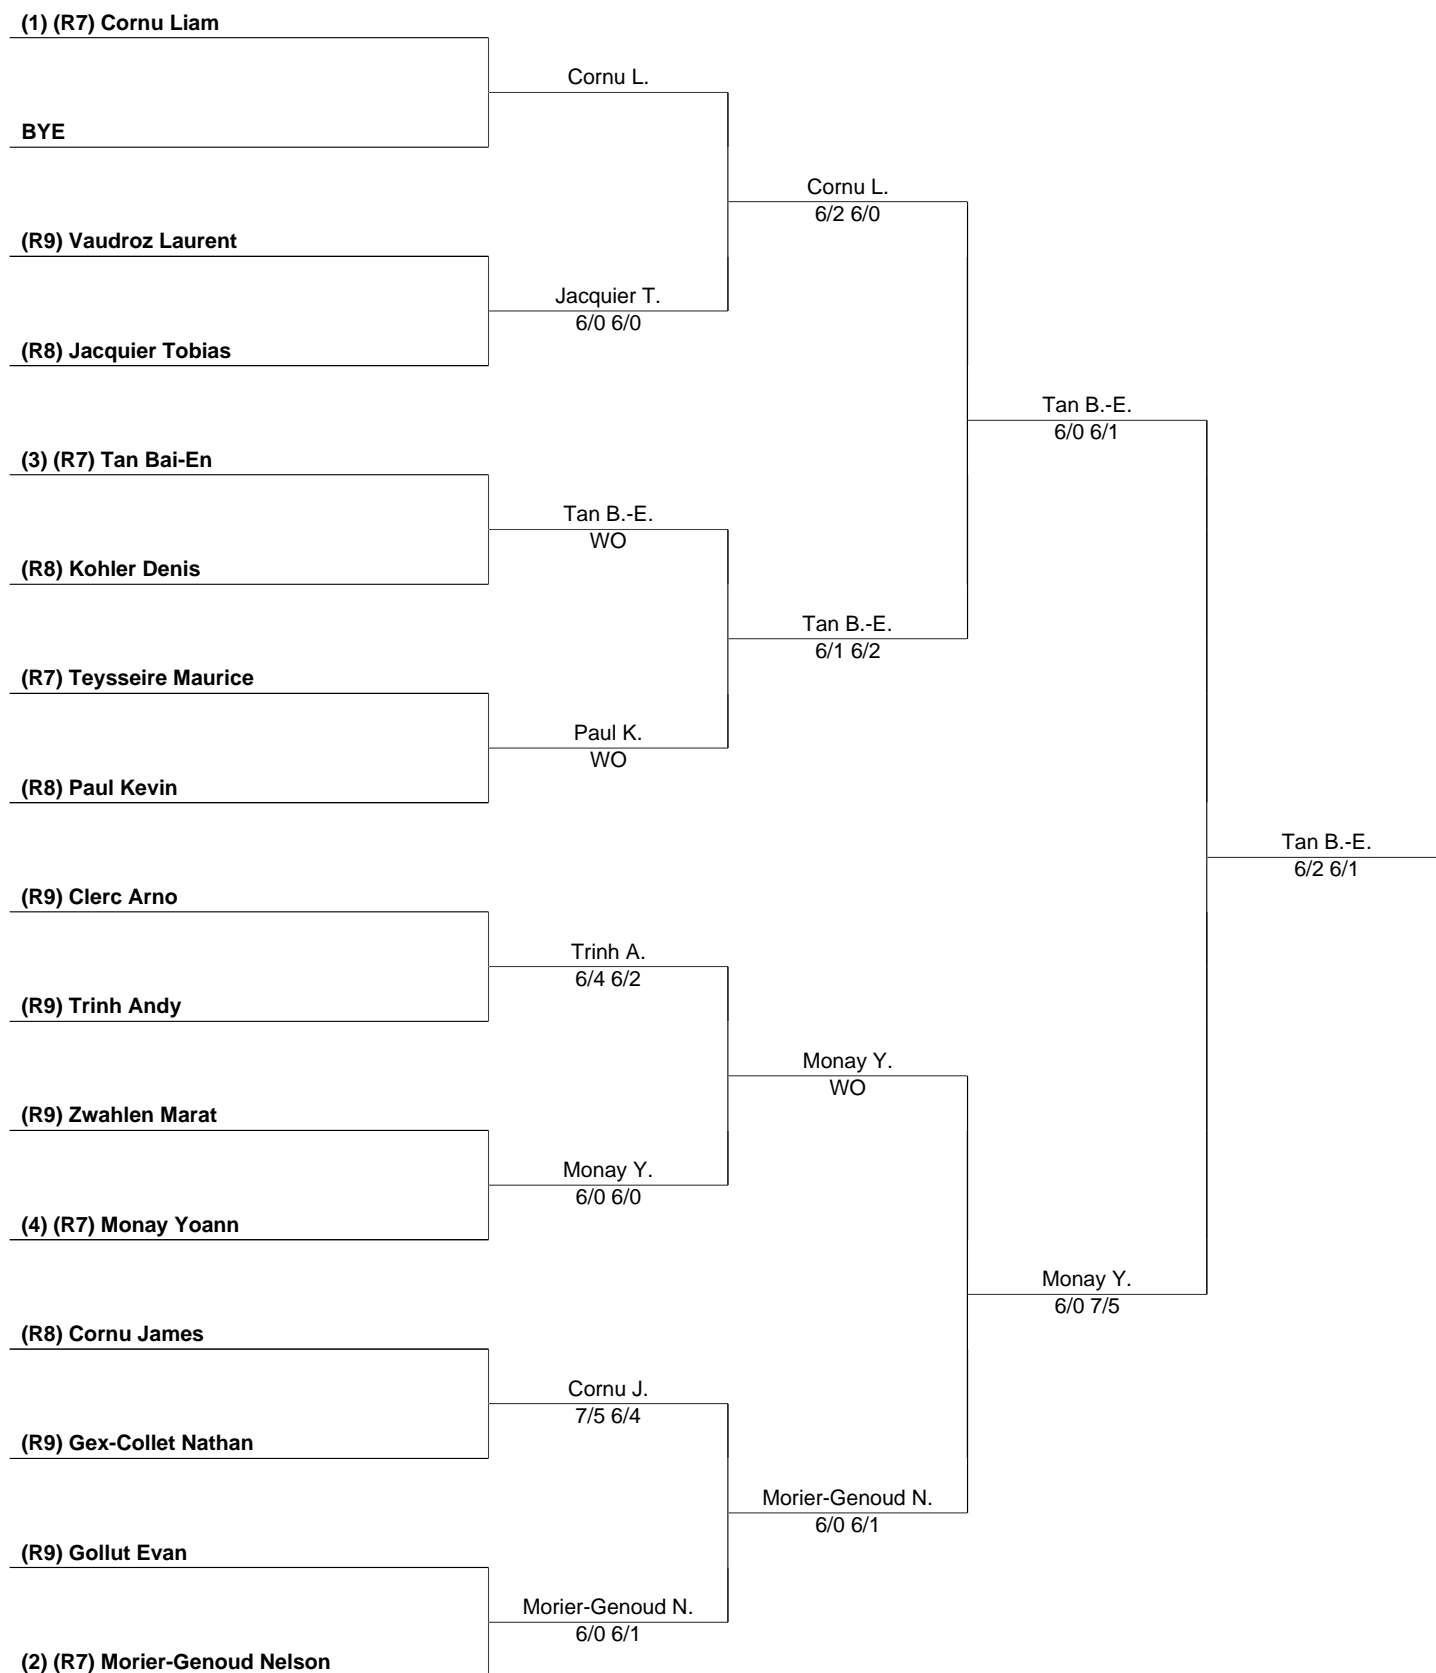 (1) (R7) Cornu Liam
Cornu L.
BYE
Cornu L.
6/2 6/0
(R9) Vaudroz Laurent
Jacquier T.
6/0 6/0
(R8) Jacquier Tobias
Tan B.-E.
6/0 6/1
(3) (R7) Tan Bai-En
Tan B.-E.
WO
(R8) Kohler Denis
Tan B.-E.
6/1 6/2
(R7) Teysseire Maurice
Paul K.
WO
(R8) Paul Kevin
Tan B.-E.
6/2 6/1
(R9) Clerc Arno
Trinh A.
6/4 6/2
(R9) Trinh Andy
Monay Y.
WO
(R9) Zwahlen Marat
Monay Y.
6/0 6/0
(4) (R7) Monay Yoann
Monay Y.
6/0 7/5
(R8) Cornu James
Cornu J.
7/5 6/4
(R9) Gex-Collet Nathan
Morier-Genoud N.
6/0 6/1
(R9) Gollut Evan
Morier-Genoud N.
6/0 6/1
(2) (R7) Morier-Genoud Nelson